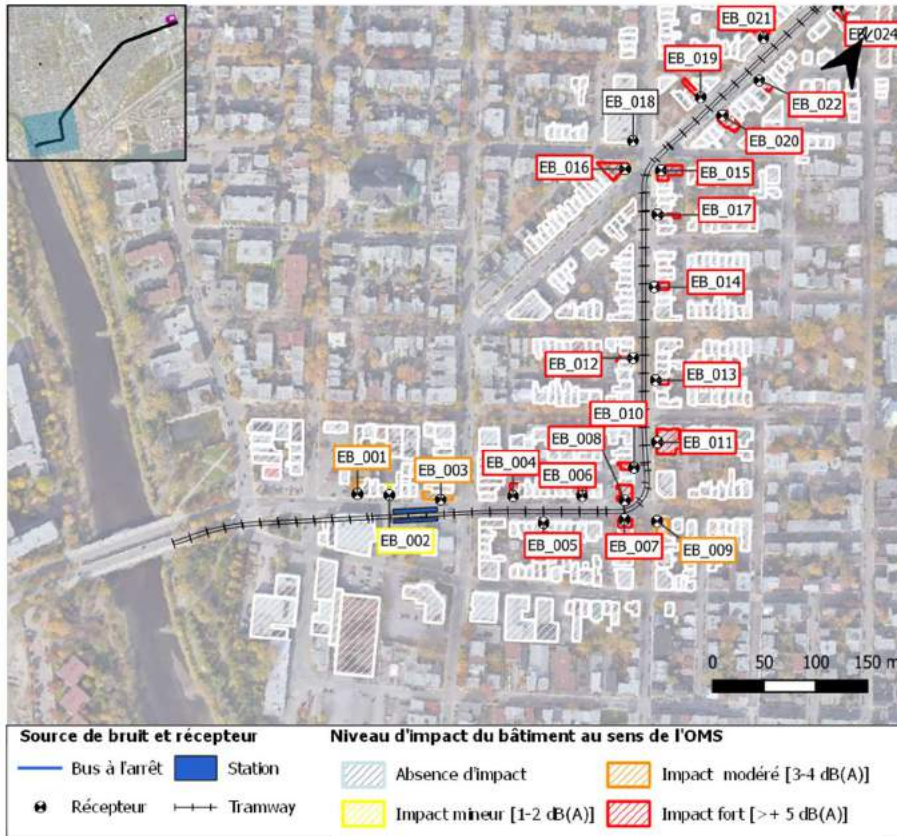 EB_021
EB_024
EB_019
EB_018
EB_022
EB_020
EB_016
EB_015
EB_017
EB_014
EB_012
EB_013
EB_010
EB_008
EB_011
EB_001
EB_003
EB_004
EB_006
EB_002
EB_005
EB_007
EB_009
0 50 100 150 m
Source de bruit et récepteur
Bus à l'arrêt
Station
Récepteur
Tramway
Niveau d'impact du bâtiment au sens de l'OMS
Absence d'impact
Impact modéré [3-4 dB(A)]
Impact mineur [1-2 dB(A)]
Impact fort [>+ 5 dB(A)]